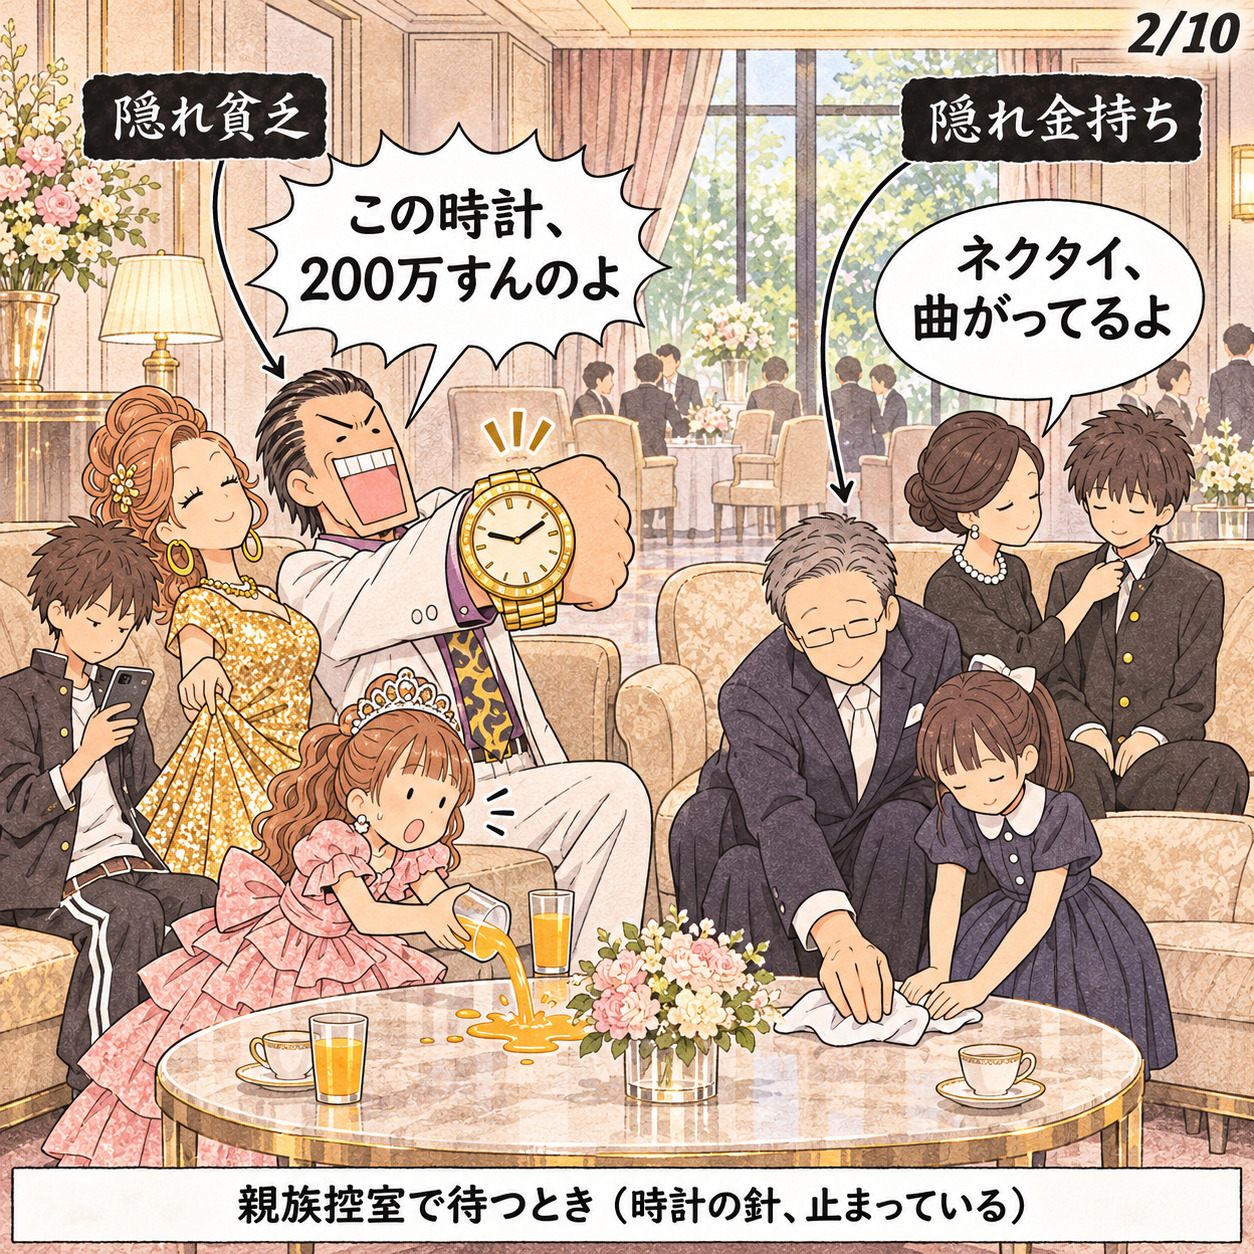 2/10
隠れ貧乏
隠れ金持ち
この時計、
200万すんのよ
ネクタイ、
曲がってるよ
親族控室で待つとき（時計の針、止まっている）